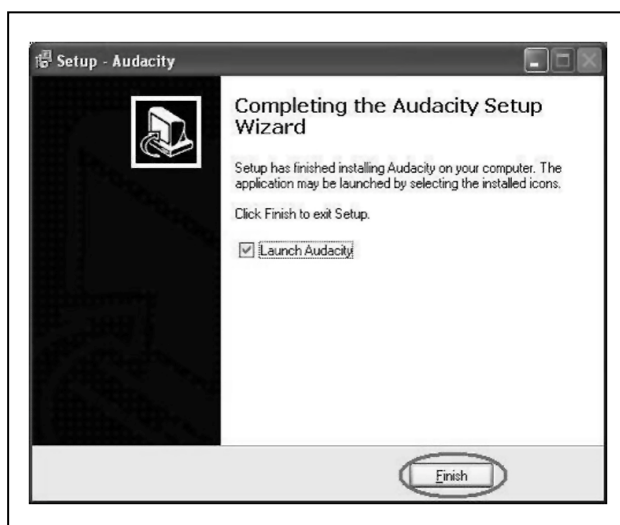 Setup - Audacity
Completing the Audacity Setup
Wizard
Setup has finished installing Audacity on your computer. The
application may be launched by selecting the installed icons.
Click Finish to exit Setup.
Launch Audacity
Finish